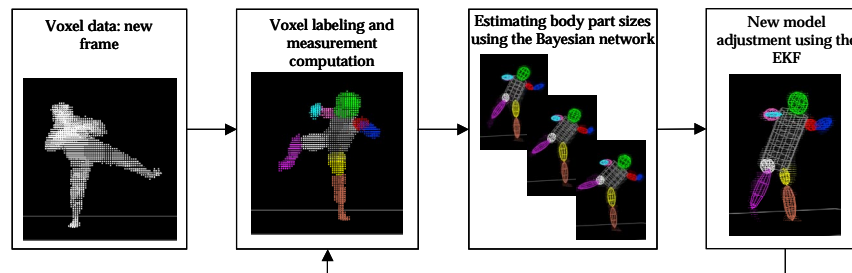 Voxel data: new
frame
Voxel labeling and
measurement
computation
Estimating body part sizes
using the Bayesian network
New model
adjustment using the
EKF